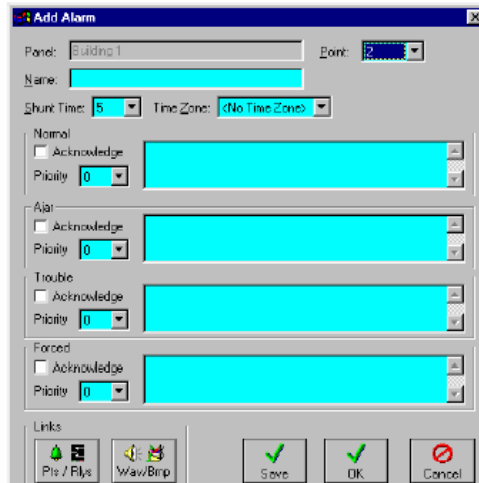 Add Alarm
Panel: Building 1 Point: 2
Name:
Shunt Time: 5 Time Zone: <No Time Zone>
Normal
Acknowledge
Priority 0
Ajar
Acknowledge
Priority 0
Trouble
Acknowledge
Priority 0
Forced
Acknowledge
Priority 0
Links
Pts / Rlys Wav/Bmp Save OK Cancel